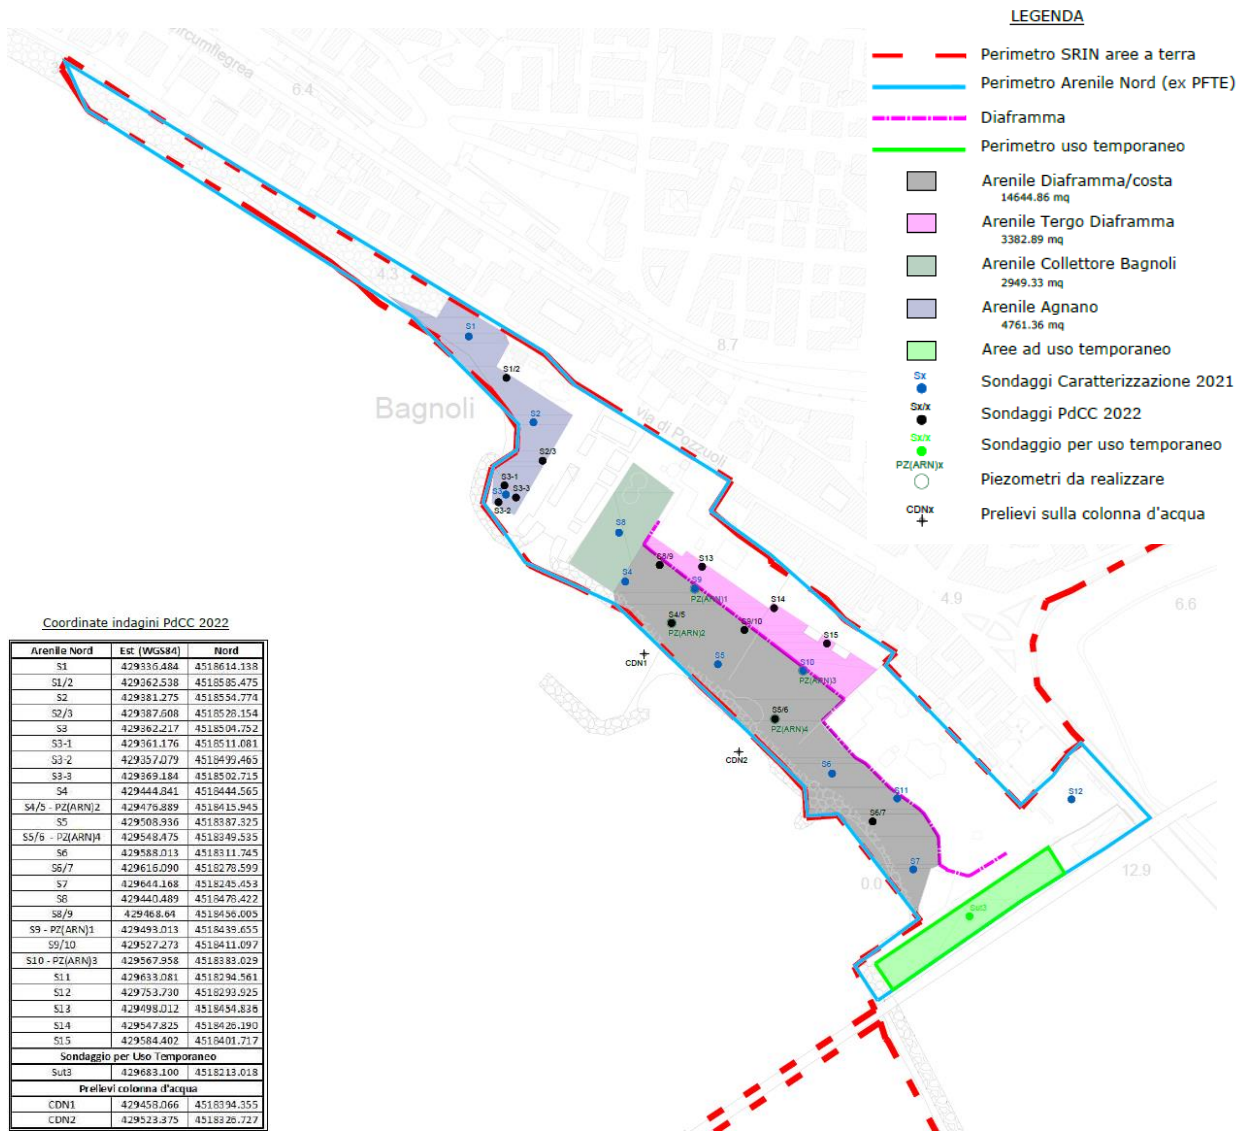 LEGENDA
Perimetro SRIN aree a terra
Perimetro Arenile Nord (ex PFTE)
Diaframma
Perimetro uso temporaneo
Arenile Diaframma/costa
14644.86 mq
Arenile Tergo Diaframma
3382.89 mq
Arenile Collettore Bagnoli
2949.33 mq
Arenile Agnano
4761.36 mq
Aree ad uso temporaneo
Sx
Sondaggi Caratterizzazione 2021
Sx/x
Sondaggi PdCC 2022
Sx/x
Sondaggio per uso temporaneo
PZ(ARN)x
Piezometri da realizzare
CDNx
Prelievi sulla colonna d'acqua
circumflegrea
6.4
4.3
8.7
Bagnoli
via di Pozzuoli
4.9
6.6
12.9
0.0
S1
S1/2
S2
S2/3
S3-1
S3
S3-3
S3-2
S8
S4
S8/9
S13
S9
PZ(ARN)1
S14
S4/5
PZ(ARN)2
S9/10
S15
CDN1
S5
S10
PZ(ARN)3
S5/6
PZ(ARN)4
CDN2
S6
S11
S12
S6/7
S7
Sut3
Coordinate indagini PdCC 2022
Arenile Nord Est (WGS84) Nord
S1 429336.484 4518614.138
S1/2 429362.538 4518585.475
S2 429381.275 4518554.774
S2/3 429387.608 4518528.154
S3 429362.217 4518504.752
S3-1 429361.176 4518511.081
S3-2 429357.079 4518499.465
S3-3 429369.184 4518502.715
S4 429444.841 4518444.565
S4/5 - PZ(ARN)2 429476.889 4518415.945
S5 429508.936 4518387.325
S5/6 - PZ(ARN)4 429548.475 4518349.535
S6 429588.013 4518311.745
S6/7 429616.090 4518278.599
S7 429644.168 4518245.453
S8 429440.489 4518478.422
S8/9 429468.64 4518456.005
S9 - PZ(ARN)1 429493.013 4518439.655
S9/10 429527.273 4518411.097
S10 - PZ(ARN)3 429567.958 4518383.029
S11 429633.081 4518294.561
S12 429753.730 4518293.925
S13 429498.012 4518454.836
S14 429547.825 4518426.190
S15 429584.402 4518401.717
Sondaggio per Uso Temporaneo
Sut3 429683.100 4518213.018
Prelievi colonna d'acqua
CDN1 429458.066 4518394.355
CDN2 429523.375 4518326.727